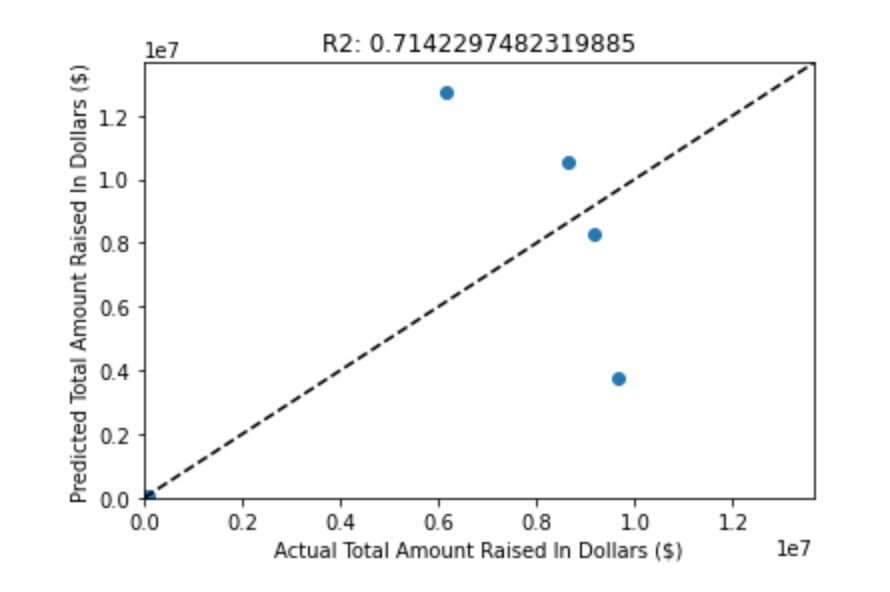 R2: 0.7142297482319885
1e7
Predicted Total Amount Raised In Dollars ($)
1.2
1.0
0.8
0.6
0.4
0.2
0.0
0.0 0.2 0.4 0.6 0.8 1.0 1.2
Actual Total Amount Raised In Dollars ($)
1e7